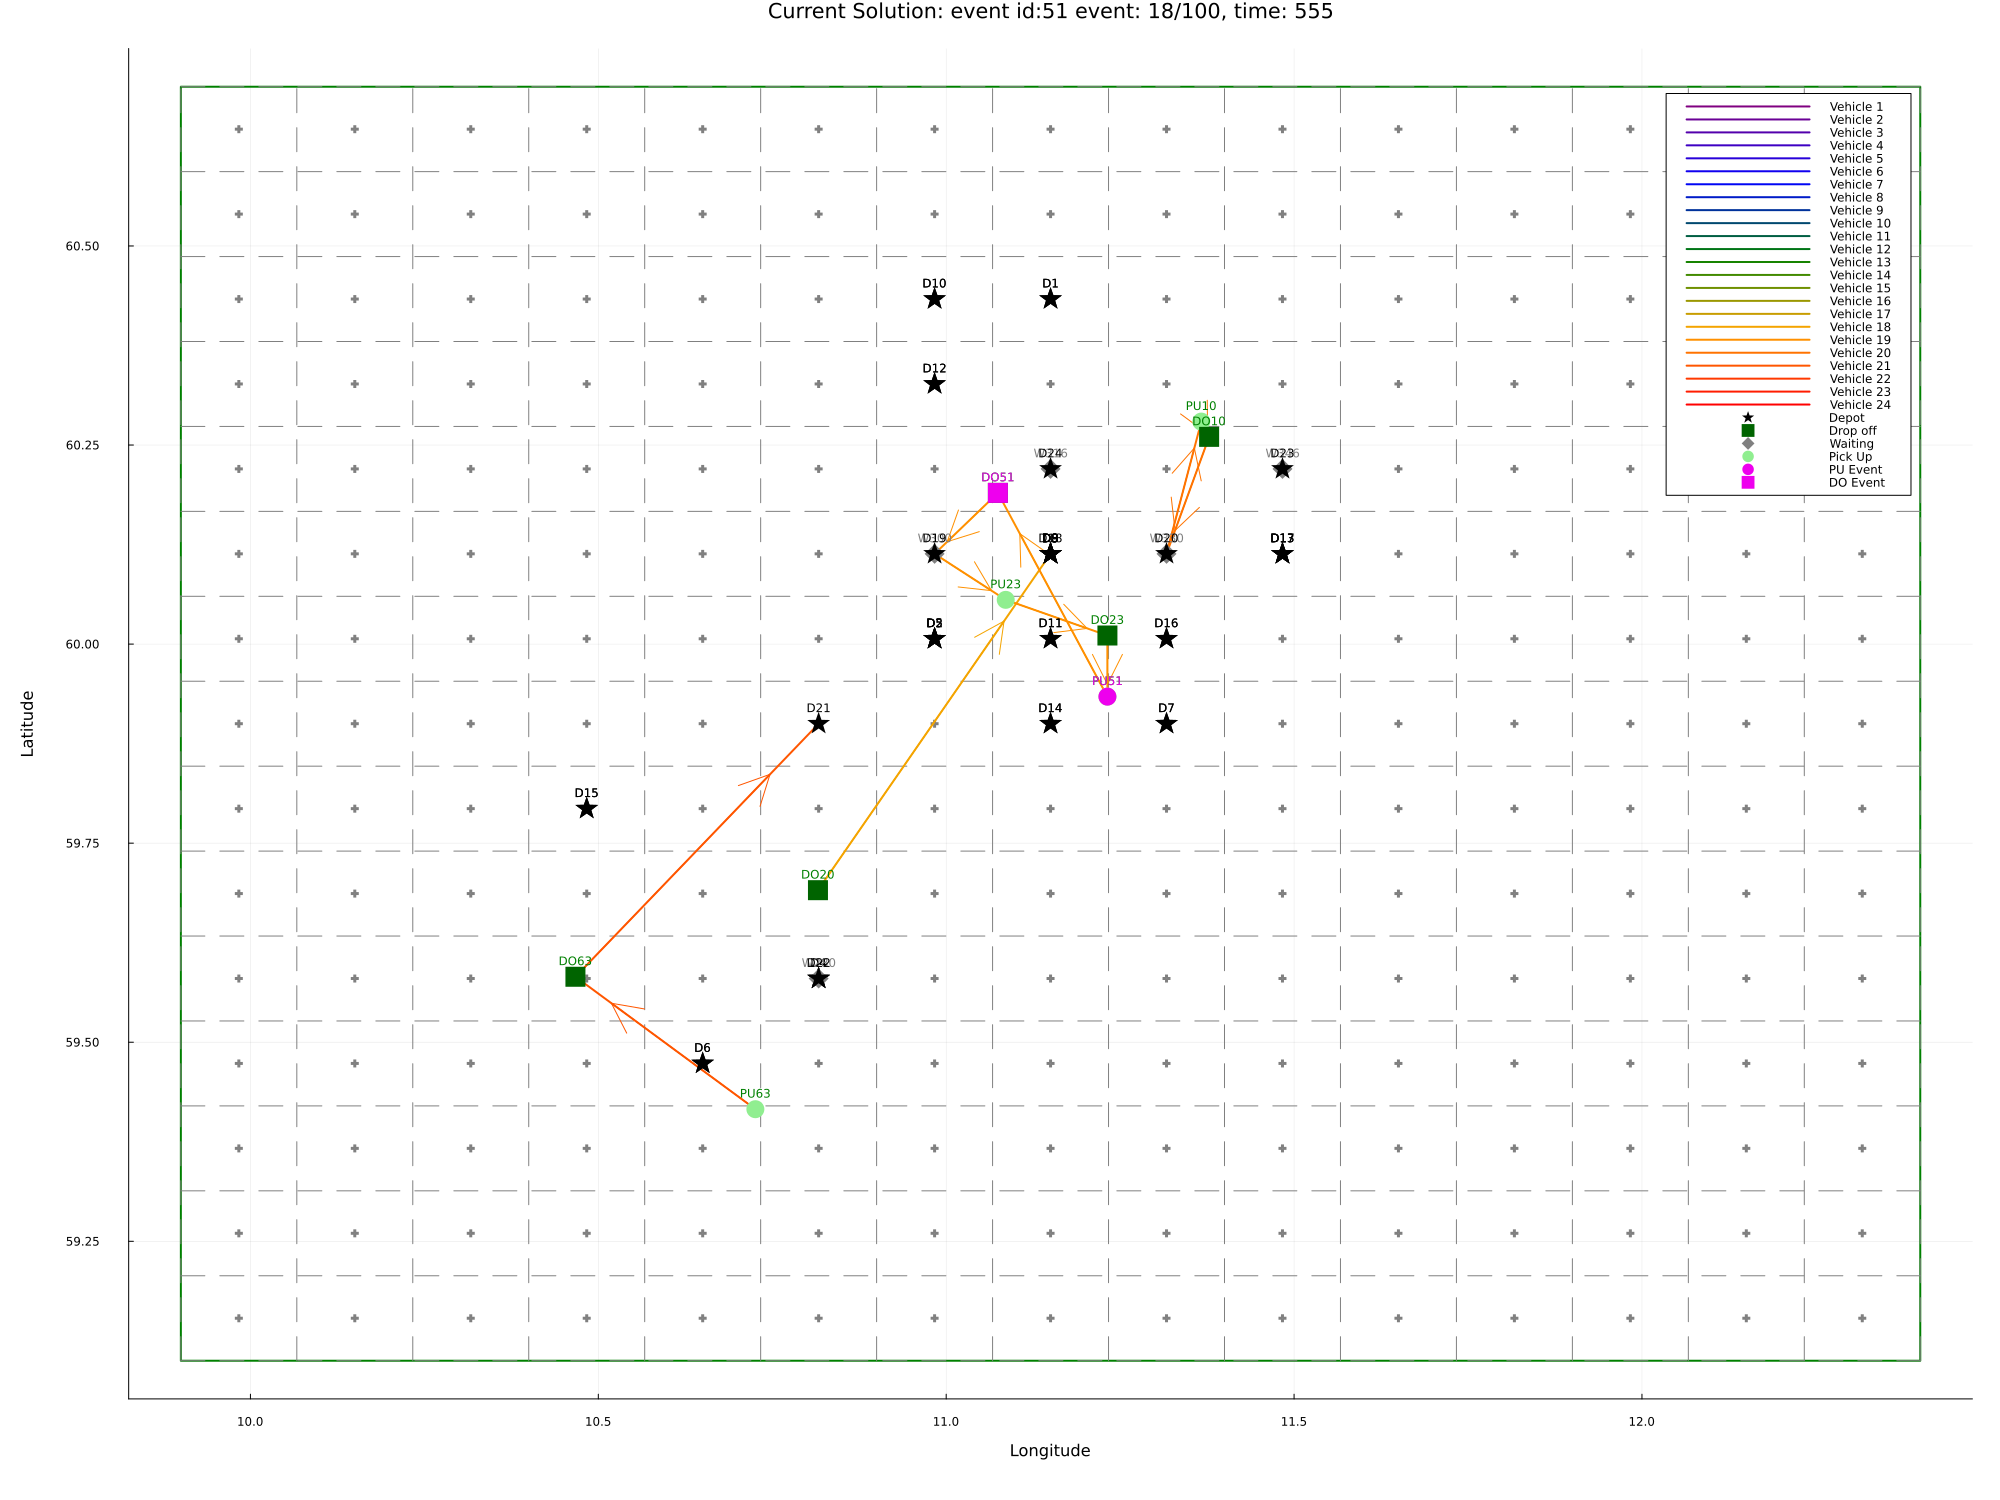 Current Solution: event id:51 event: 18/100, time: 555
Vehicle 1
Vehicle 2
Vehicle 3
Vehicle 4
Vehicle 5
Vehicle 6
Vehicle 7
Vehicle 8
Vehicle 9
Vehicle 10
Vehicle 11
Vehicle 12
Vehicle 13
Vehicle 14
Vehicle 15
Vehicle 16
Vehicle 17
Vehicle 18
Vehicle 19
Vehicle 20
Vehicle 21
Vehicle 22
Vehicle 23
Vehicle 24
Depot
Drop off
Waiting
Pick Up
PU Event
DO Event
60.50
60.25
60.00
59.75
59.50
59.25
Latitude
D10
D1
D12
PU10
DO10
D24
D23
DO51
D19
D20
PU23
DO23
D11
D16
PU51
D21
D14
D7
D15
DO20
DO63
D22
D6
PU63
10.0
10.5
11.0
11.5
12.0
Longitude